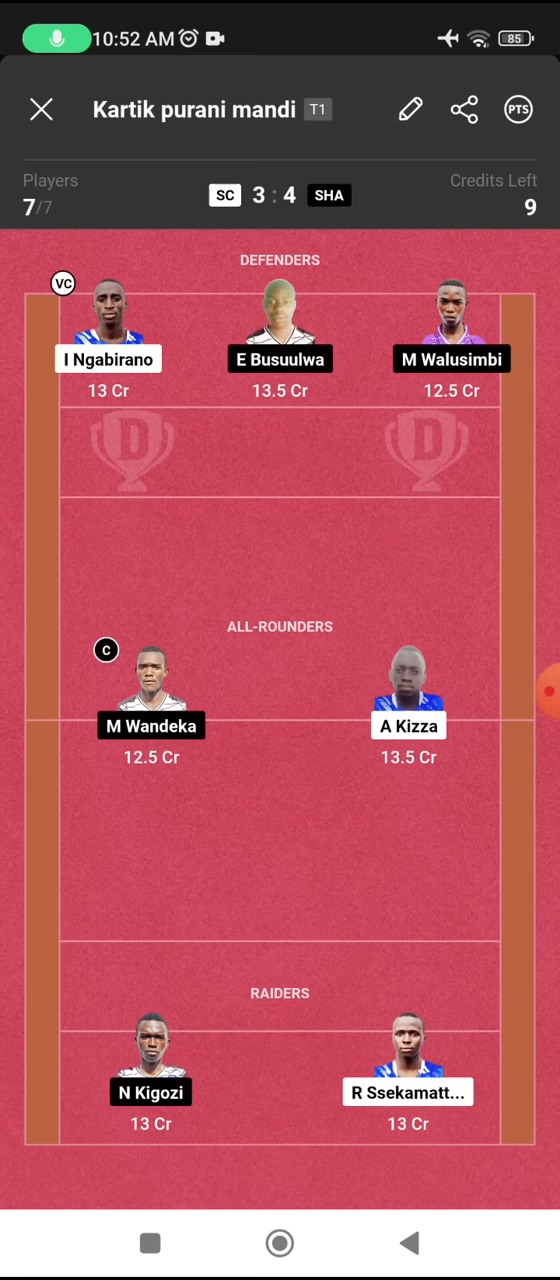 10:52 AM
85
Kartik purani mandi T1
PTS
Players
Credits Left
7/7
SC 3 : 4 SHA
9
DEFENDERS
VC
I Ngabirano
E Busuulwa
M Walusimbi
13 Cr
13.5 Cr
12.5 Cr
D
D
ALL-ROUNDERS
C
M Wandeka
A Kizza
12.5 Cr
13.5 Cr
RAIDERS
N Kigozi
R Ssekamatt...
13 Cr
13 Cr